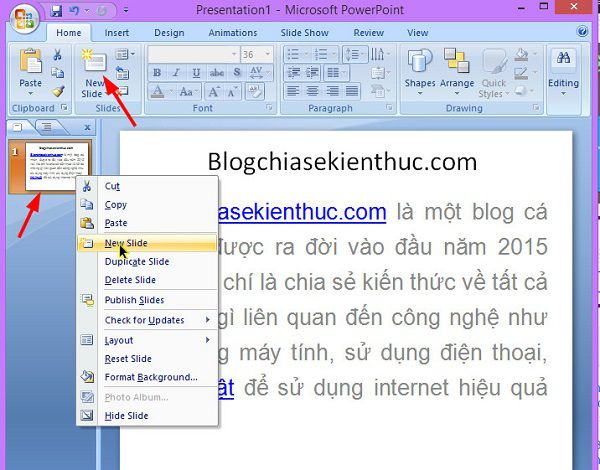 Presentation1 - Microsoft PowerPoint
Home Insert Design Animations Slide Show Review View
Paste
New Slide
36
B I U abe S AV
Aa A
Shapes Arrange Quick Styles
Editing
Clipboard Slides Font Paragraph Drawing
1
Blogchiasekienthuc.com
Cut
Copy
Paste
New Slide
Duplicate Slide
Delete Slide
Publish Slides
Check for Updates
Layout
Reset Slide
Format Background...
Photo Album...
Hide Slide
Blogchiasekienthuc.com
asekienthuc.com là một blog cá
được ra đời vào đầu năm 2015
chí là chia sẻ kiến thức về tất cả
gì liên quan đến công nghệ như
g máy tính, sử dụng điện thoại,
ật để sử dụng internet hiệu quả